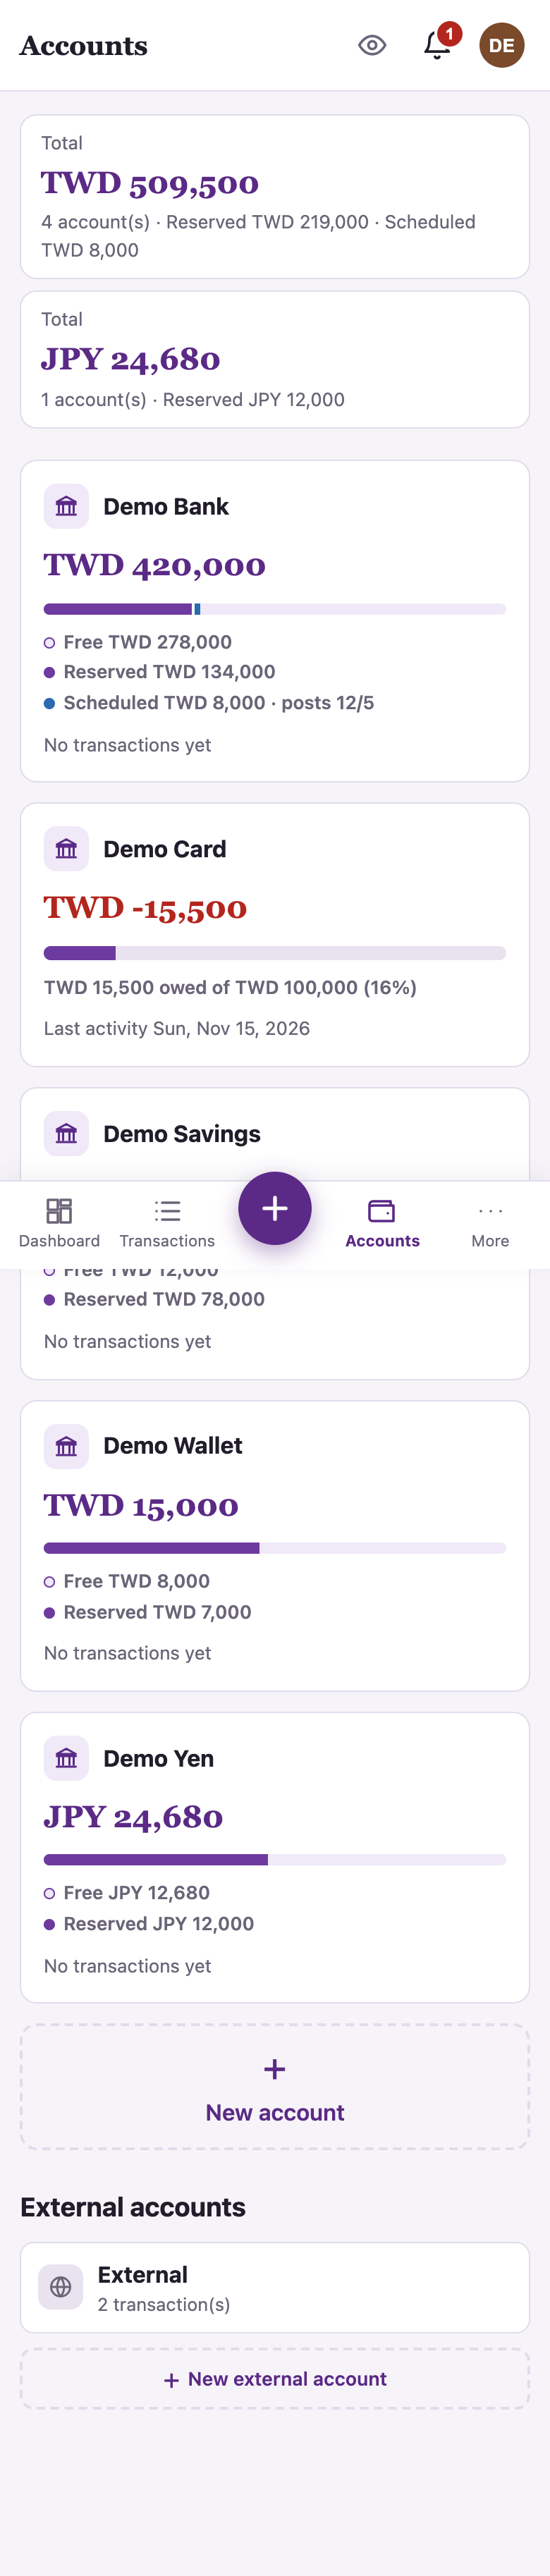 Accounts
1
DE
Total
TWD 509,500
4 account(s) · Reserved TWD 219,000 · Scheduled
TWD 8,000
Total
JPY 24,680
1 account(s) · Reserved JPY 12,000
Demo Bank
TWD 420,000
Free TWD 278,000
Reserved TWD 134,000
Scheduled TWD 8,000 · posts 12/5
No transactions yet
Demo Card
TWD -15,500
TWD 15,500 owed of TWD 100,000 (16%)
Last activity Sun, Nov 15, 2026
Demo Savings
Dashboard
Transactions
Accounts
More
Free TWD 12,000
Reserved TWD 78,000
No transactions yet
Demo Wallet
TWD 15,000
Free TWD 8,000
Reserved TWD 7,000
No transactions yet
Demo Yen
JPY 24,680
Free JPY 12,680
Reserved JPY 12,000
No transactions yet
+
New account
External accounts
External
2 transaction(s)
+ New external account